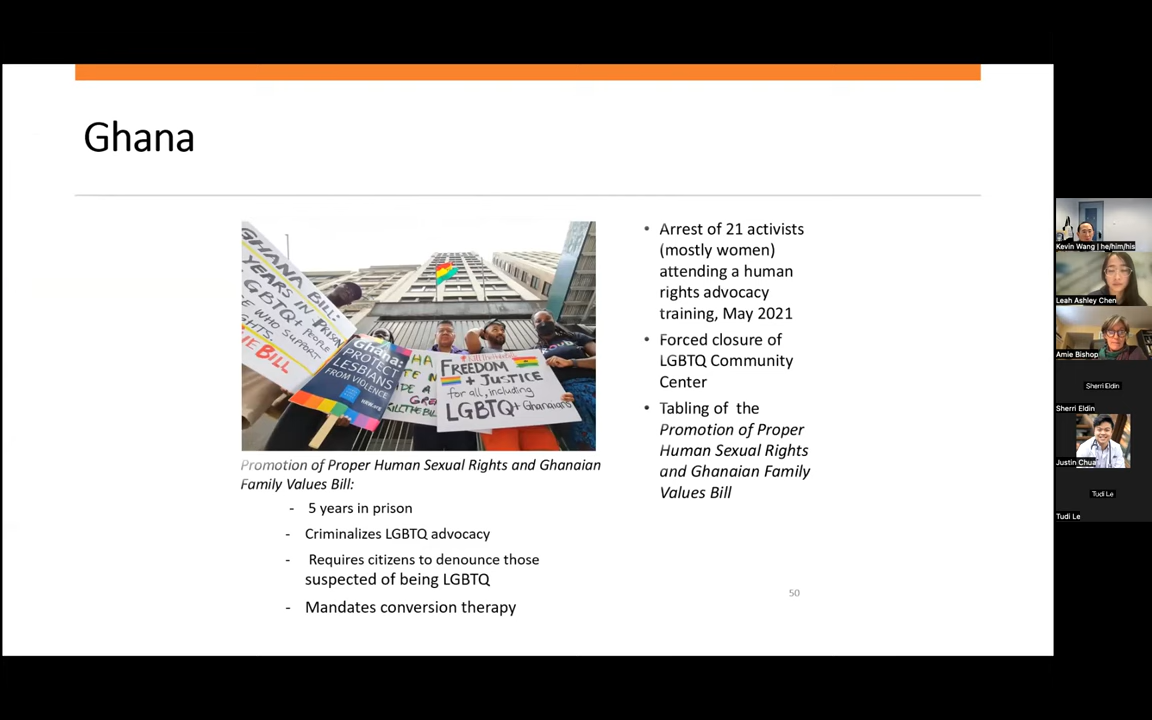 Ghana
GHANA BILL:
YEARS IN PRISON
LGBTQ+ PEOPLE
WHO SUPPORT
BILL
Ghana:
PROTECT
LESBIANS
FROM VIOLENCE
FREEDOM
+ JUSTICE
for all, including
LGBTQ+ Ghanaians
Promotion of Proper Human Sexual Rights and Ghanaian
Family Values Bill:
- 5 years in prison
- Criminalizes LGBTQ advocacy
- Requires citizens to denounce those
suspected of being LGBTQ
- Mandates conversion therapy
• Arrest of 21 activists
(mostly women)
attending a human
rights advocacy
training, May 2021
• Forced closure of
LGBTQ Community
Center
• Tabling of the
Promotion of Proper
Human Sexual Rights
and Ghanaian Family
Values Bill
50
Kevin Wang | he/him/his
Leah Ashley Chen
Amie Bishop
Sherri Eldin
Sherri Eldin
Justin Chua
Tudi Le
Tudi Le